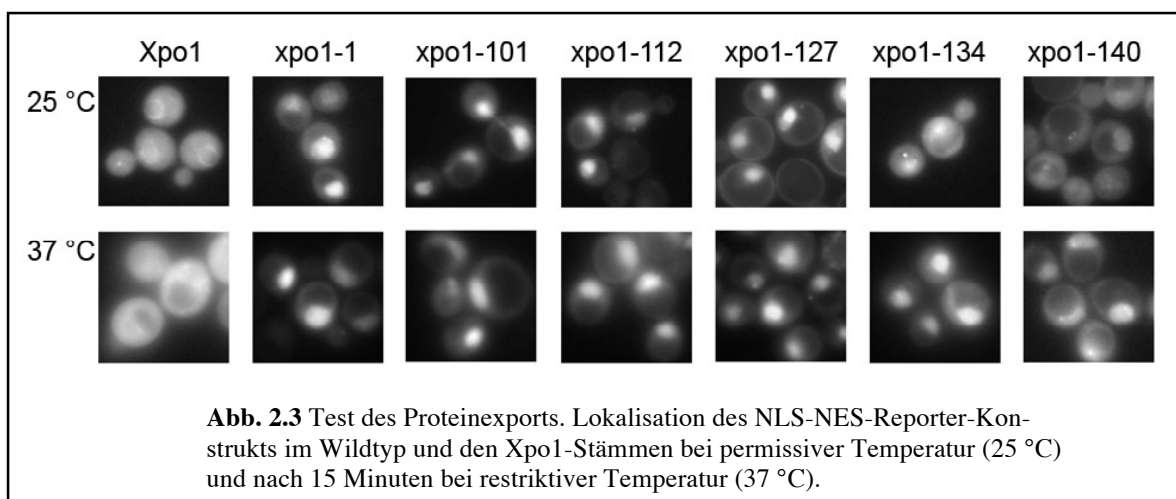 Xpo1 xpo1-1 xpo1-101 xpo1-112 xpo1-127 xpo1-134 xpo1-140
25 °C
37 °C
Abb. 2.3 Test des Proteinexports. Lokalisation des NLS-NES-Reporter-Kon-
strukts im Wildtyp und den Xpo1-Stämmen bei permissiver Temperatur (25 °C)
und nach 15 Minuten bei restriktiver Temperatur (37 °C).